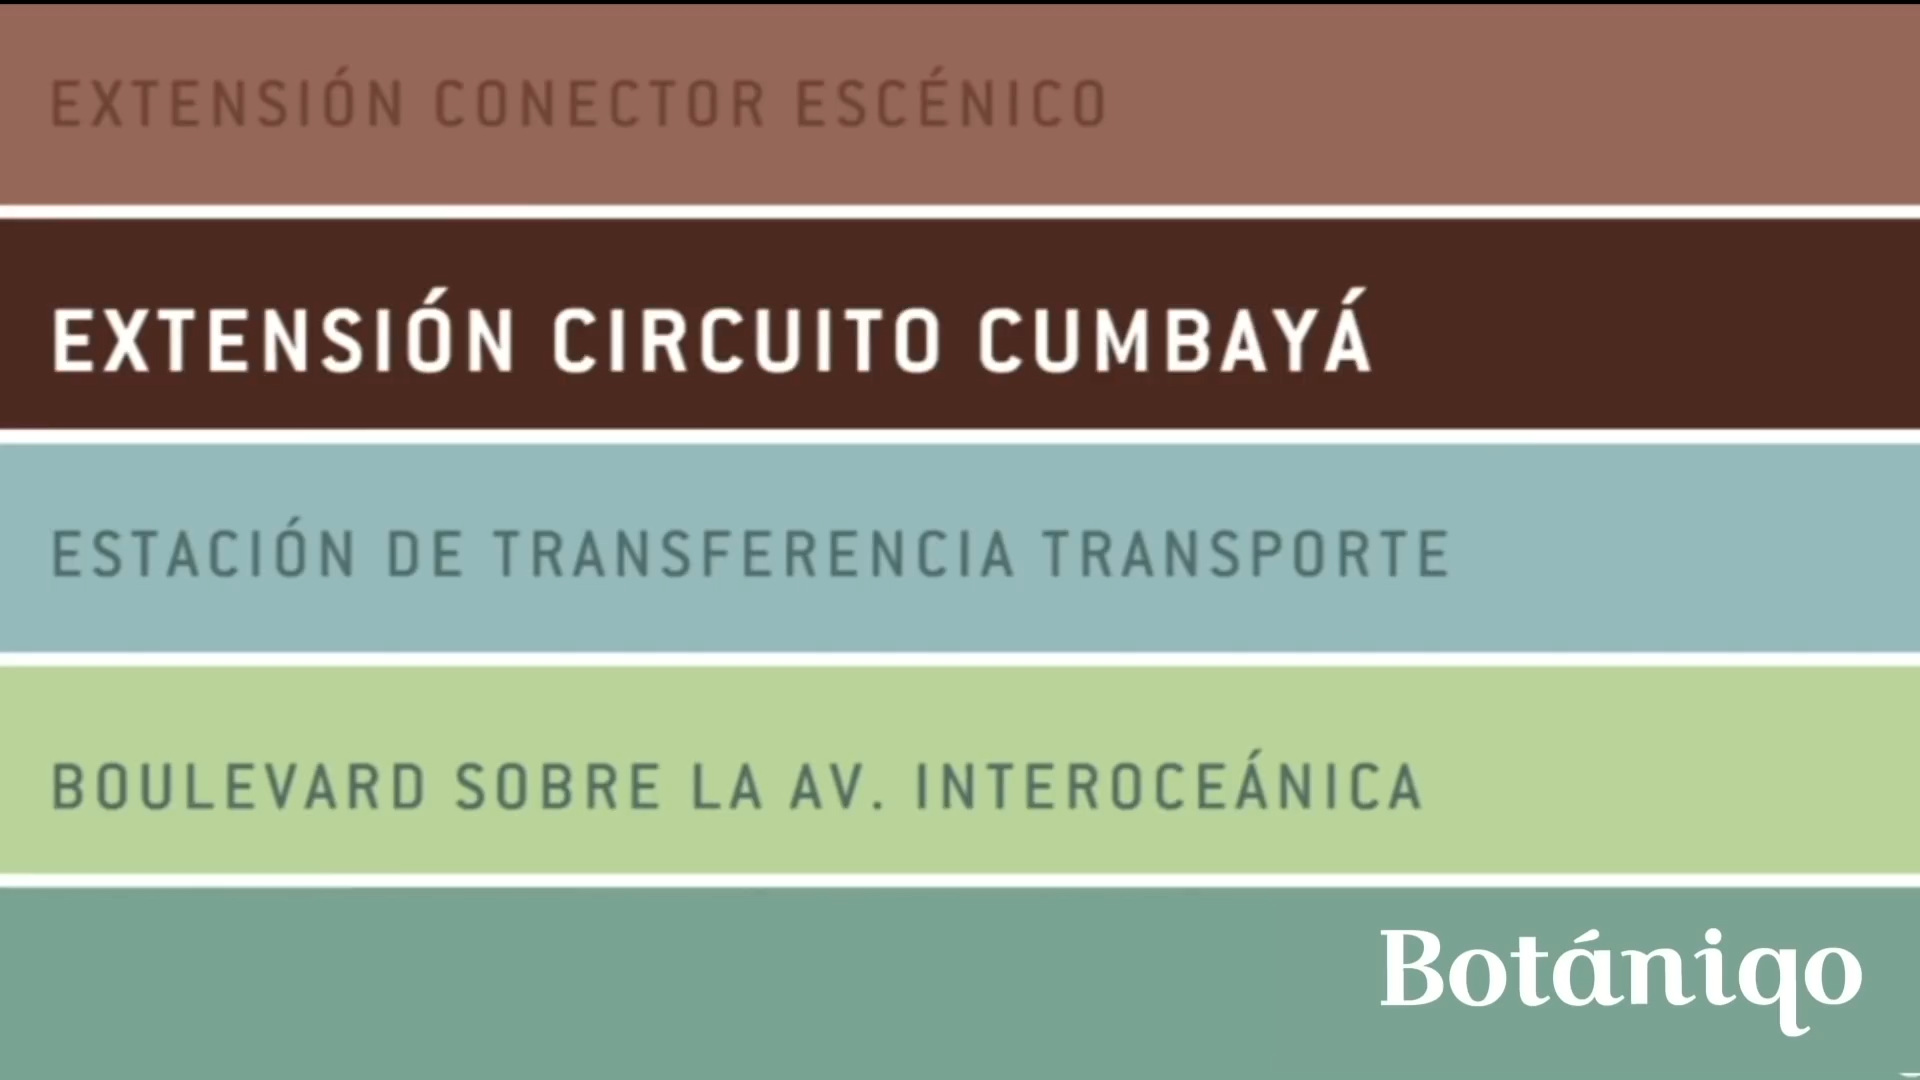 EXTENSIÓN CONECTOR ESCÉNICO
EXTENSIÓN CIRCUITO CUMBAYÁ
ESTACIÓN DE TRANSFERENCIA TRANSPORTE
BOULEVARD SOBRE LA AV. INTEROCEÁNICA
Botániqo